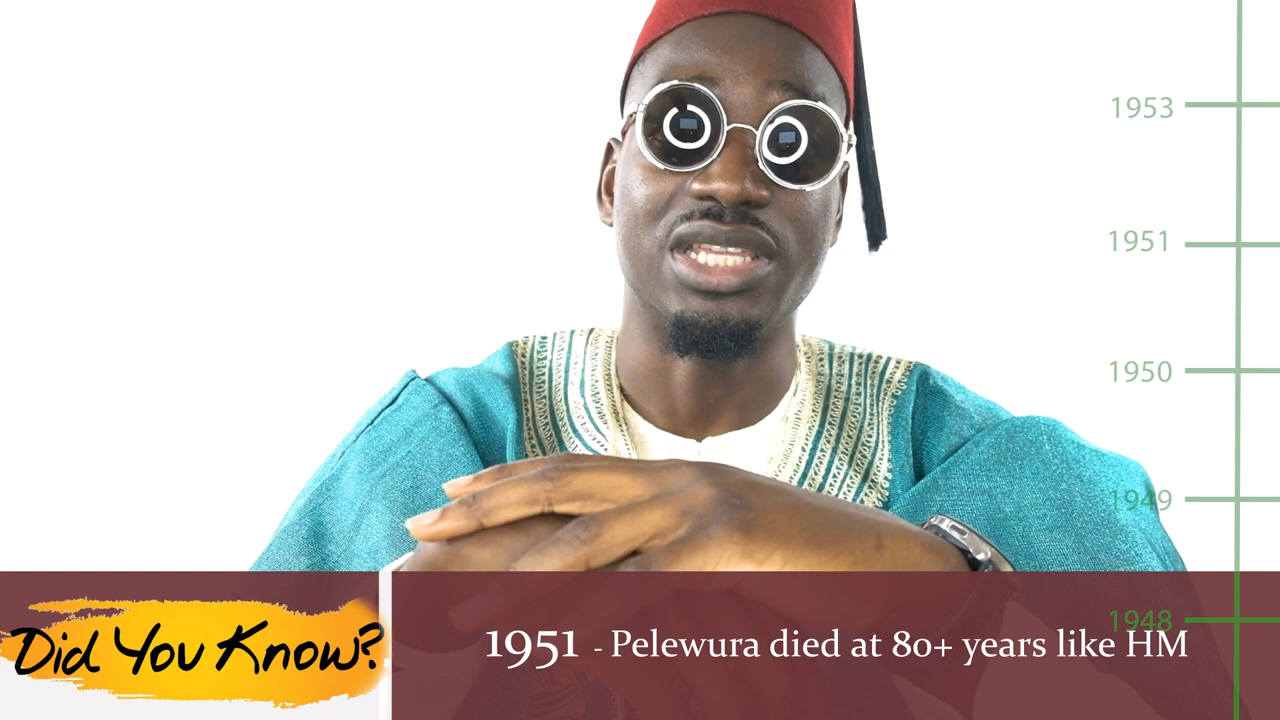 1953
1951
1950
1949
1948
Did You Know?
1951 - Pelewura died at 80+ years like HM